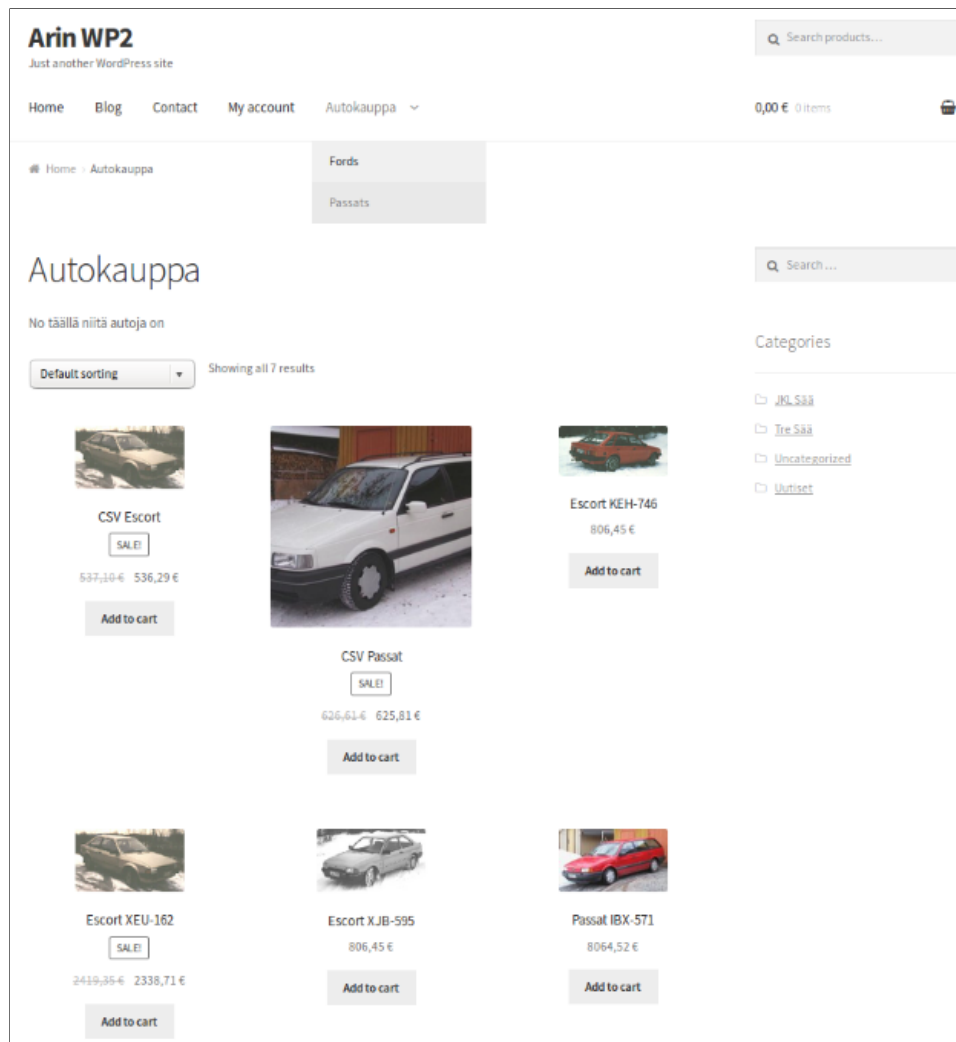 Arin WP2
Just another WordPress site
Search products...
Home Blog Contact My account Autokauppa
0,00 € 0 items
Fords
Passats
Home Autokauppa
Autokauppa
No täällä niitä autoja on
Default sorting
Showing all 7 results
Search ...
Categories
JKL Sää
Tre Sää
Uncategorized
Uutiset
CSV Escort
SALE!
537,10 € 536,29 €
Add to cart
CSV Passat
SALE!
626,61 € 625,81 €
Add to cart
Escort KEH-746
806,45 €
Add to cart
Escort XEU-162
SALE!
2419,35 € 2338,71 €
Add to cart
Escort XJB-595
806,45 €
Add to cart
Passat IBX-571
8064,52 €
Add to cart